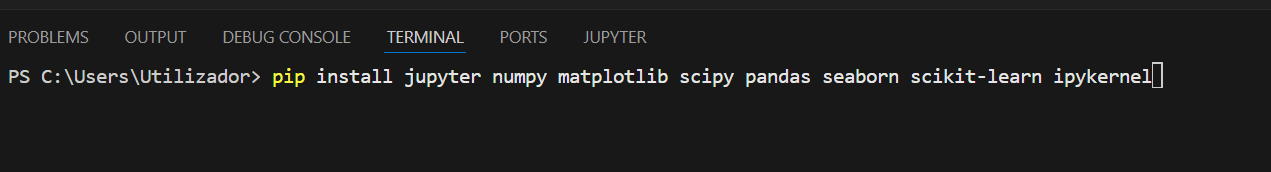 PROBLEMS OUTPUT DEBUG CONSOLE TERMINAL PORTS JUPYTER
PS C:\Users\Utilizador> pip install jupyter numpy matplotlib scipy pandas seaborn scikit-learn ipykernel